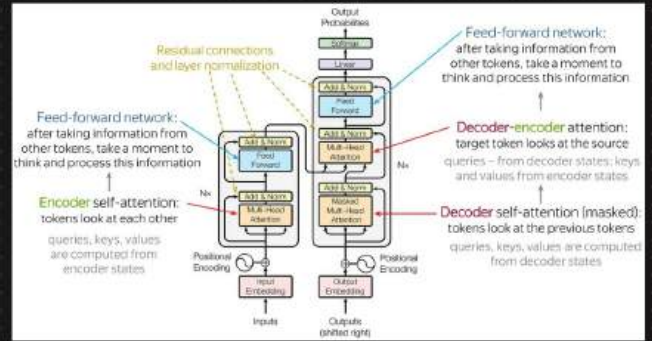 Output
Probabilities
Softmax
Linear
Add & Norm
Feed
Forward
Add & Norm
Multi-Head
Attention
Add & Norm
Masked
Multi-Head
Attention
Nx
Positional
Encoding
Output
Embedding
Outputs
(shifted right)
Add & Norm
Feed
Forward
Add & Norm
Multi-Head
Attention
Nx
Positional
Encoding
Input
Embedding
Inputs
Residual connections
and layer normalization
Feed-forward network:
after taking information from
other tokens, take a moment to
think and process this information
Encoder self-attention:
tokens look at each other
queries, keys, values
are computed from
encoder states
Feed-forward network:
after taking information from
other tokens, take a moment to
think and process this information
Decoder-encoder attention:
target token looks at the source
queries – from decoder states; keys
and values from encoder states
Decoder self-attention (masked):
tokens look at the previous tokens
queries, keys, values are computed
from decoder states